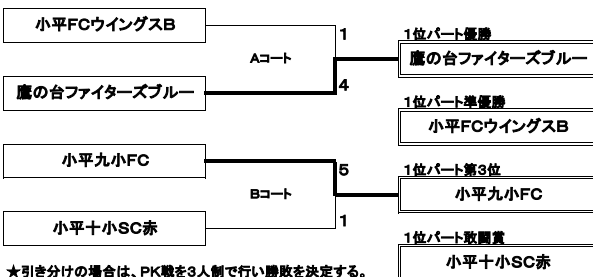 小平FCウイングスB
1
1位パート優勝
Aコート
鷹の台ファイターズブルー
鷹の台ファイターズブルー
4
1位パート準優勝
小平FCウイングスB
小平九小FC
5
1位パート第3位
Bコート
小平九小FC
小平十小SC赤
1
1位パート敢闘賞
小平十小SC赤
★引き分けの場合は、PK戦を3人制で行い勝敗を決定する。